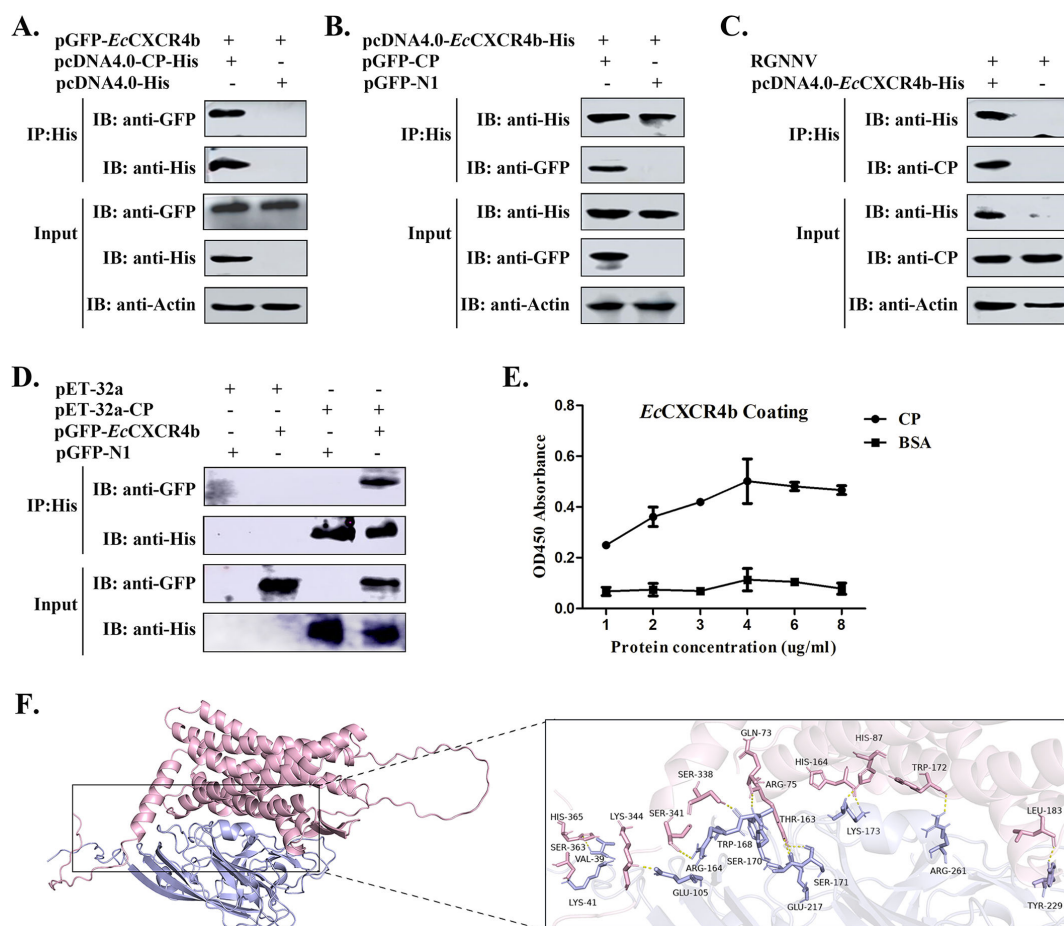 A.
pGFP-EcCXCR4b + +
pcDNA4.0-CP-His + -
pcDNA4.0-His - +
IP:His
IB: anti-GFP
IB: anti-His
Input
IB: anti-GFP
IB: anti-His
IB: anti-Actin
B.
pcDNA4.0-EcCXCR4b-His + +
pGFP-CP + -
pGFP-N1 - +
IP:His
IB: anti-His
IB: anti-GFP
Input
IB: anti-His
IB: anti-GFP
IB: anti-Actin
C.
RGNNV + +
pcDNA4.0-EcCXCR4b-His + -
IP:His
IB: anti-His
IB: anti-CP
Input
IB: anti-His
IB: anti-CP
IB: anti-Actin
D.
pET-32a + + - -
pET-32a-CP - - + +
pGFP-EcCXCR4b - + - +
pGFP-N1 + - + -
IP:His
IB: anti-GFP
IB: anti-His
Input
IB: anti-GFP
IB: anti-His
E.
EcCXCR4b Coating
CP
BSA
OD450 Absorbance
0.8
0.6
0.4
0.2
0.0
1 2 3 4 6 8
Protein concentration (ug/ml)
F.
GLN-73
HIS-87
HIS-164
TRP-172
SER-338
ARG-75
LEU-183
SER-341
THR-163
HIS-365
LYS-344
LYS-173
SER-363
TRP-168
VAL-39
SER-170
ARG-164
ARG-261
SER-171
LYS-41
GLU-105
GLU-217
TYR-229